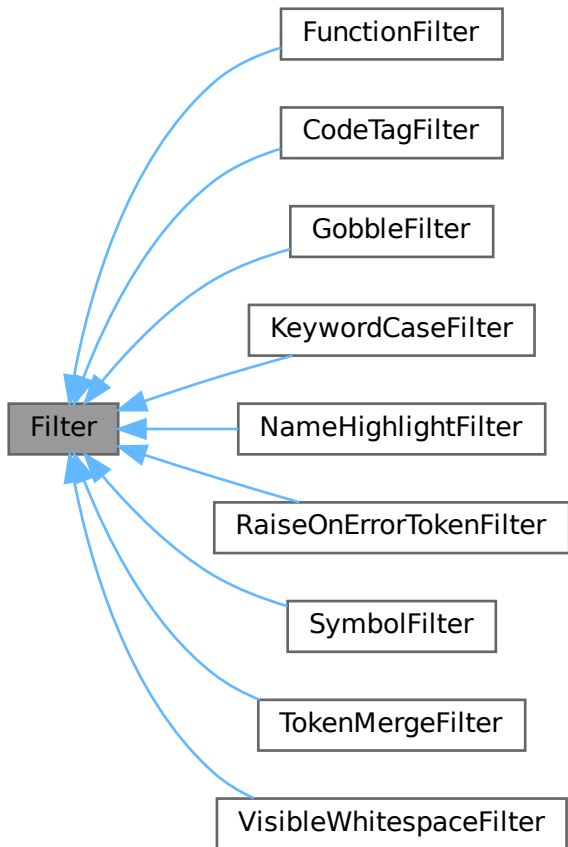 FunctionFilter
CodeTagFilter
GobbleFilter
KeywordCaseFilter
Filter
NameHighlightFilter
RaiseOnErrorTokenFilter
SymbolFilter
TokenMergeFilter
VisibleWhitespaceFilter